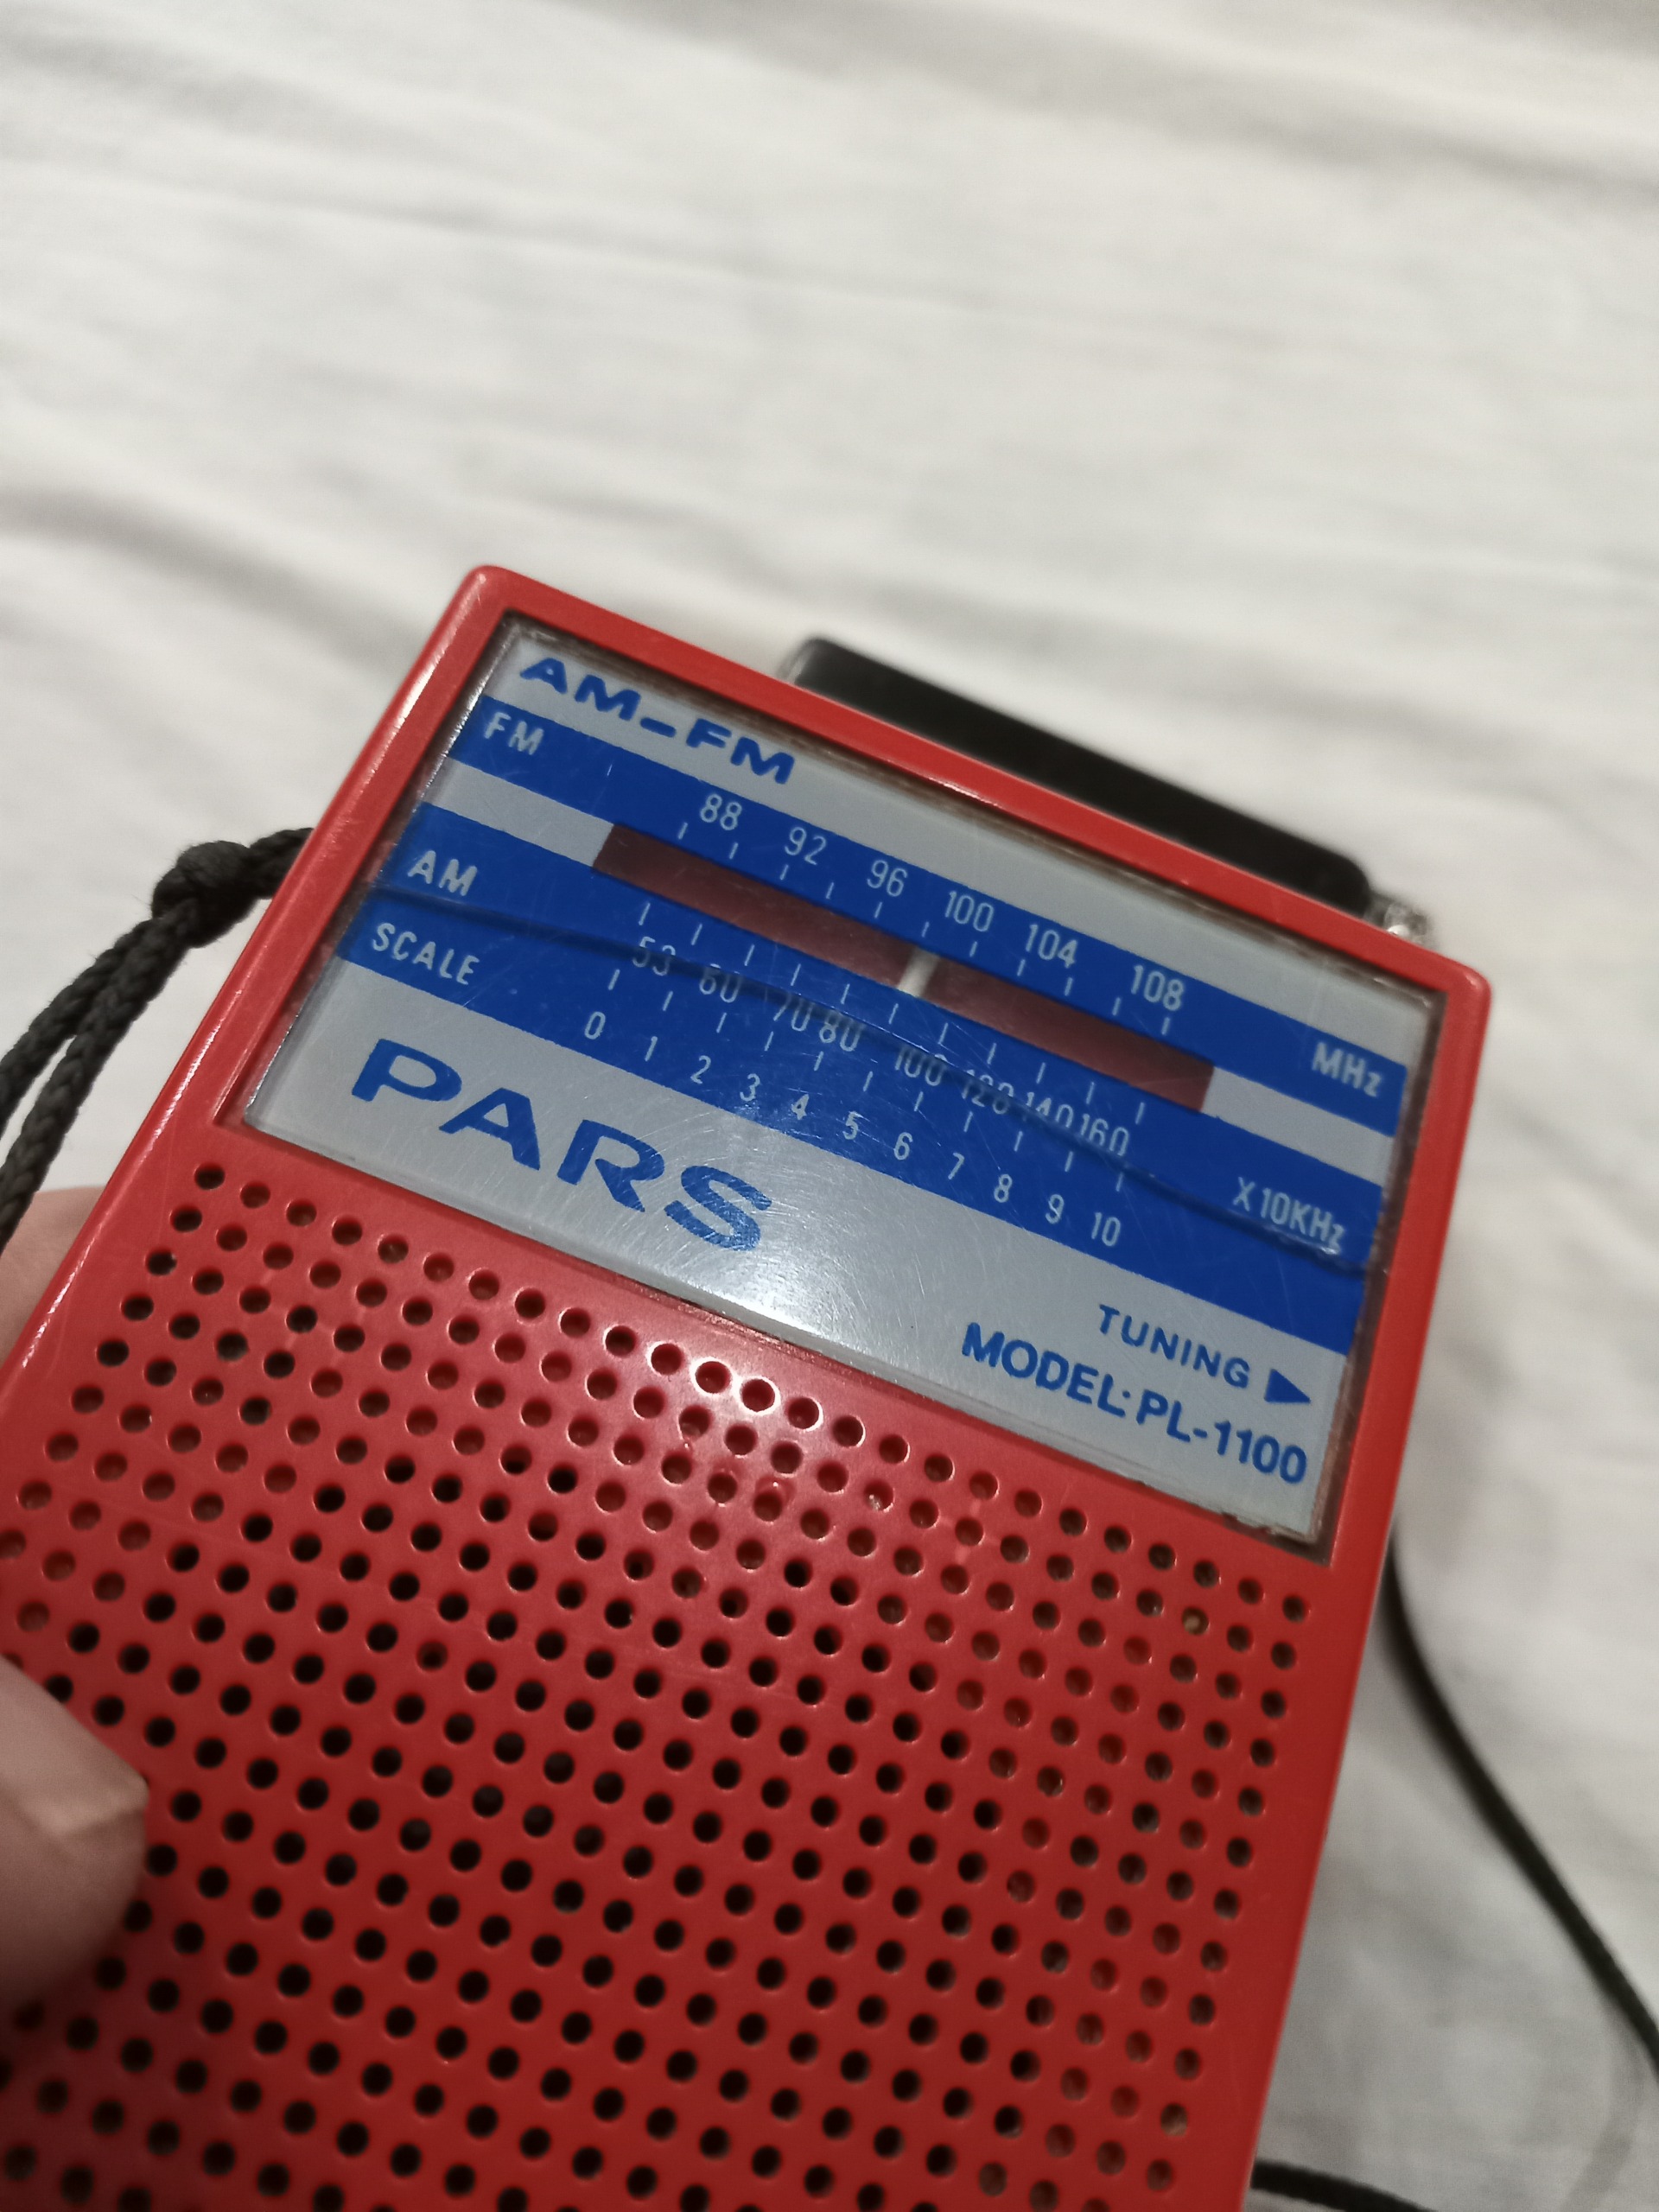 AM-FM
FM 88 92 96 100 104 108 MHz
AM 53 60 70 80 100 120 140 160 X10KHz
SCALE 0 1 2 3 4 5 6 7 8 9 10
PARS
TUNING ▶
MODEL: PL-1100